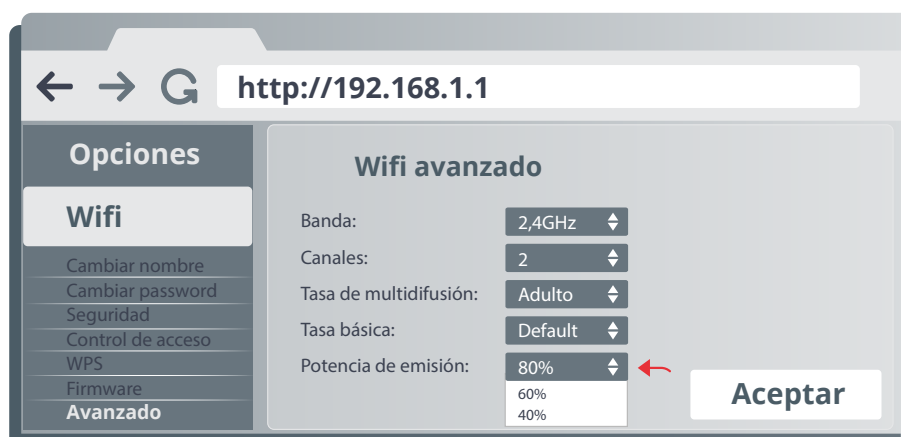 http://192.168.1.1
Opciones
Wifi
Cambiar nombre
Cambiar password
Seguridad
Control de acceso
WPS
Firmware
Avanzado
Wifi avanzado
Banda: 2,4GHz
Canales: 2
Tasa de multidifusión: Adulto
Tasa básica: Default
Potencia de emisión: 80%
60%
40%
Aceptar